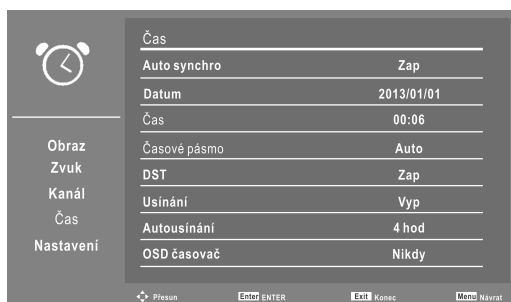 Čas
Auto synchro Zap
Datum 2013/01/01
Čas 00:06
Časové pásmo Auto
DST Zap
Usínání Vyp
Autousínání 4 hod
OSD časovač Nikdy
Obraz
Zvuk
Kanál
Čas
Nastavení
Přesun Enter ENTER Exit Konec Menu Návrat